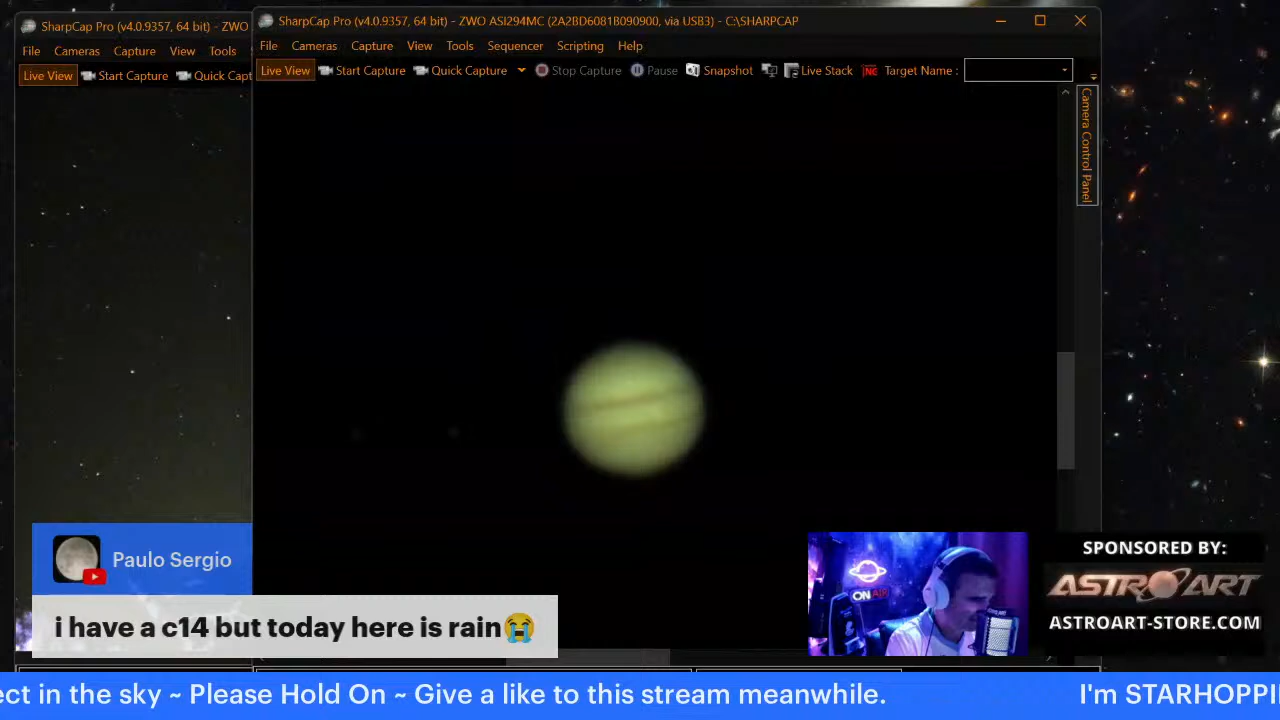 SharpCap Pro (v4.0.9357, 64 bit) - ZWO
File Cameras Capture View Tools
Live View Start Capture Quick Capt
SharpCap Pro (v4.0.9357, 64 bit) - ZWO ASI294MC (2A2BD6081B090900, via USB3) - C:\SHARPCAP
File Cameras Capture View Tools Sequencer Scripting Help
Live View Start Capture Quick Capture Stop Capture Pause Snapshot Live Stack NC Target Name :
Camera Control Panel
Paulo Sergio
i have a c14 but today here is rain😭
ON AIR
SPONSORED BY:
ASTROART
ASTROART-STORE.COM
ect in the sky ~ Please Hold On ~ Give a like to this stream meanwhile. I'm STARHOPPI